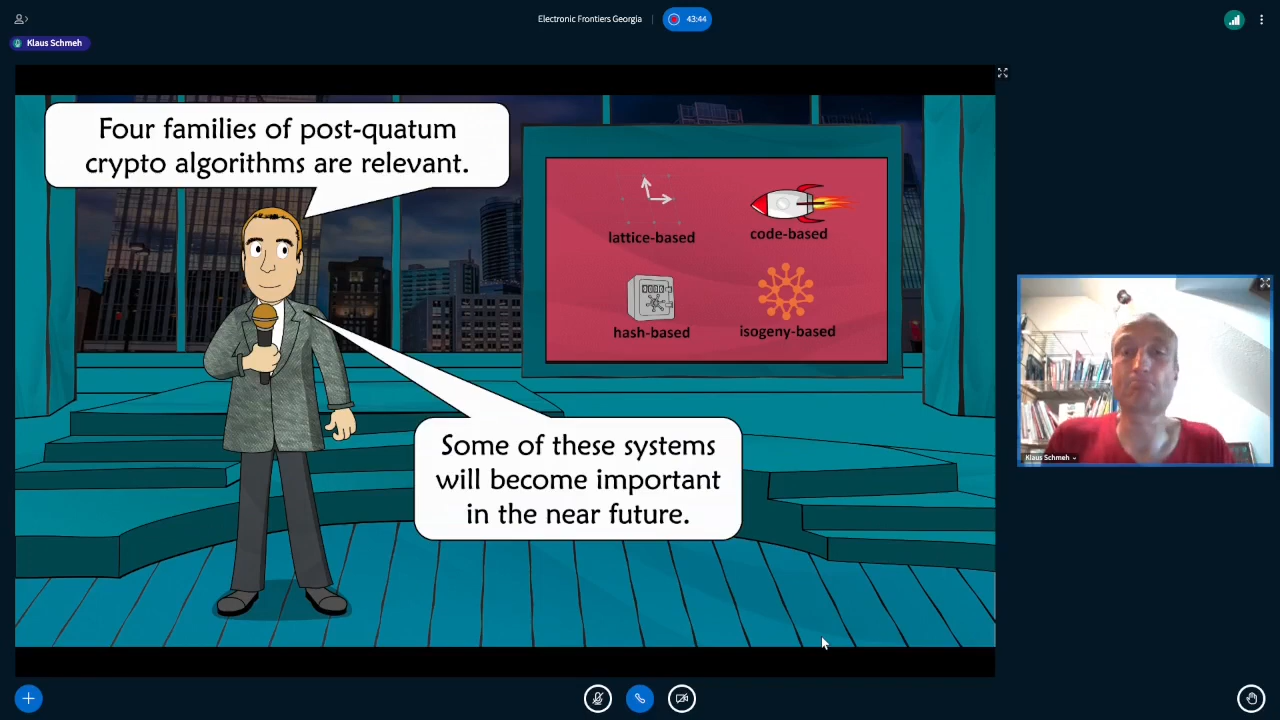 Electronic Frontiers Georgia
43:44
Klaus Schmeh
Four families of post-quatum
crypto algorithms are relevant.
lattice-based
code-based
hash-based
isogeny-based
Some of these systems
will become important
in the near future.
Klaus Schmeh